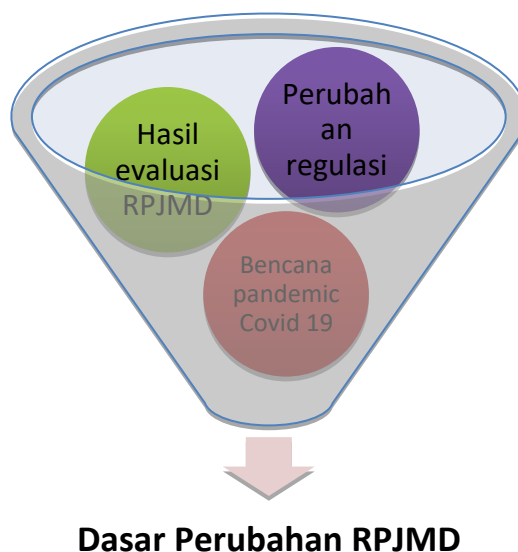 Hasil
evaluasi
RPJMD
Perubah
an
regulasi
Bencana
pandemic
Covid 19
Dasar Perubahan RPJMD